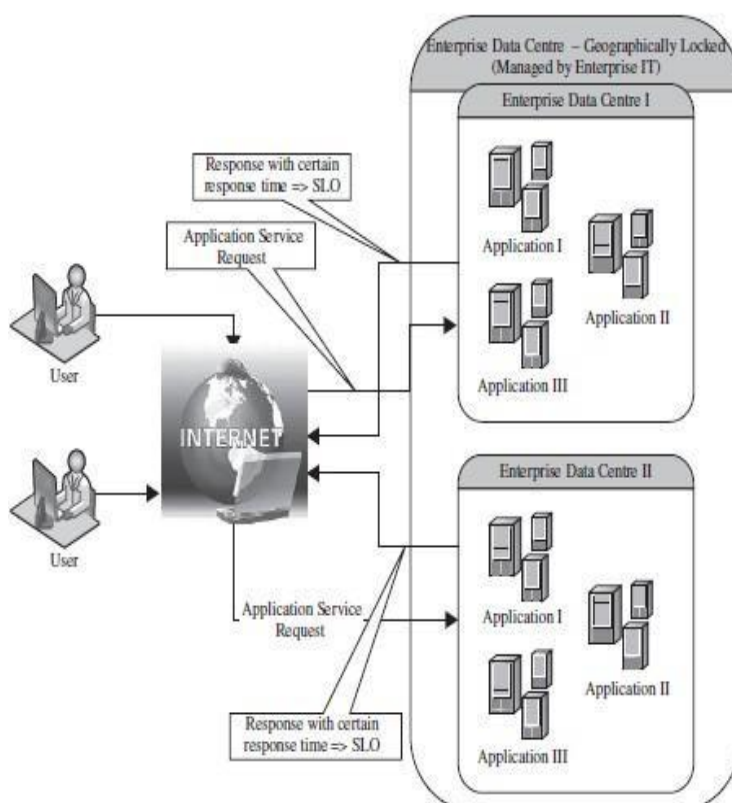 Enterprise Data Centre – Geographically Locked
(Managed by Enterprise IT)
Enterprise Data Centre I
Response with certain
response time => SLO
Application Service
Request
Application I
Application II
Application III
User
INTERNET
User
Enterprise Data Centre II
Application I
Application Service
Request
Application II
Response with certain
response time => SLO
Application III